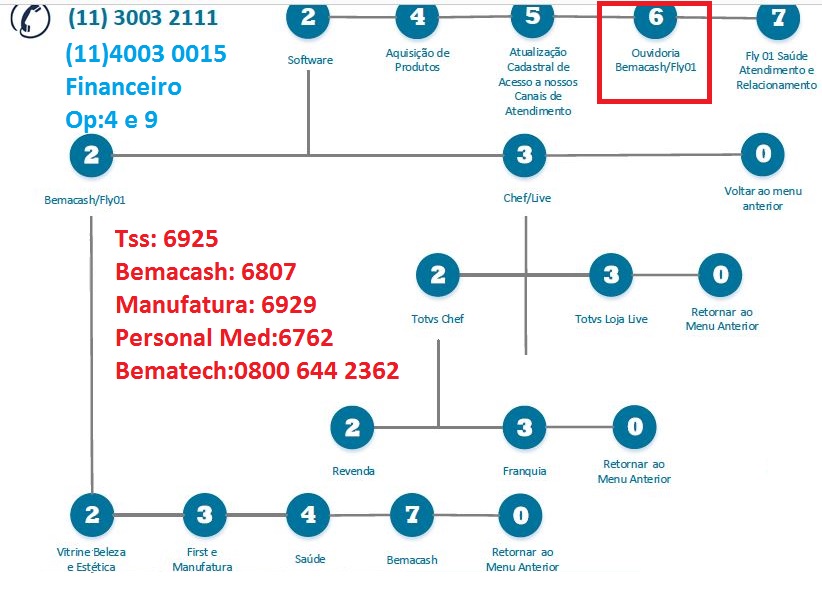 (11) 3003 2111
(11)4003 0015
Financeiro
Op:4 e 9
2
4
5
6
7
Software
Aquisição de
Produtos
Atualização
Cadastral de
Acesso a nossos
Canais de
Atendimento
Ouvidoria
Bemacash/Fly01
Fly 01 Saúde
Atendimento e
Relacionamento
2
3
0
Bemacash/Fly01
Chef/Live
Voltar ao menu
anterior
Tss: 6925
Bemacash: 6807
Manufatura: 6929
Personal Med:6762
Bematech:0800 644 2362
2
3
0
Totvs Chef
Totvs Loja Live
Retornar ao
Menu Anterior
2
3
0
Revenda
Franquia
Retornar ao
Menu Anterior
2
3
4
7
0
Vitrine Beleza
e Estética
First e
Manufatura
Saúde
Bemacash
Retornar ao
Menu Anterior